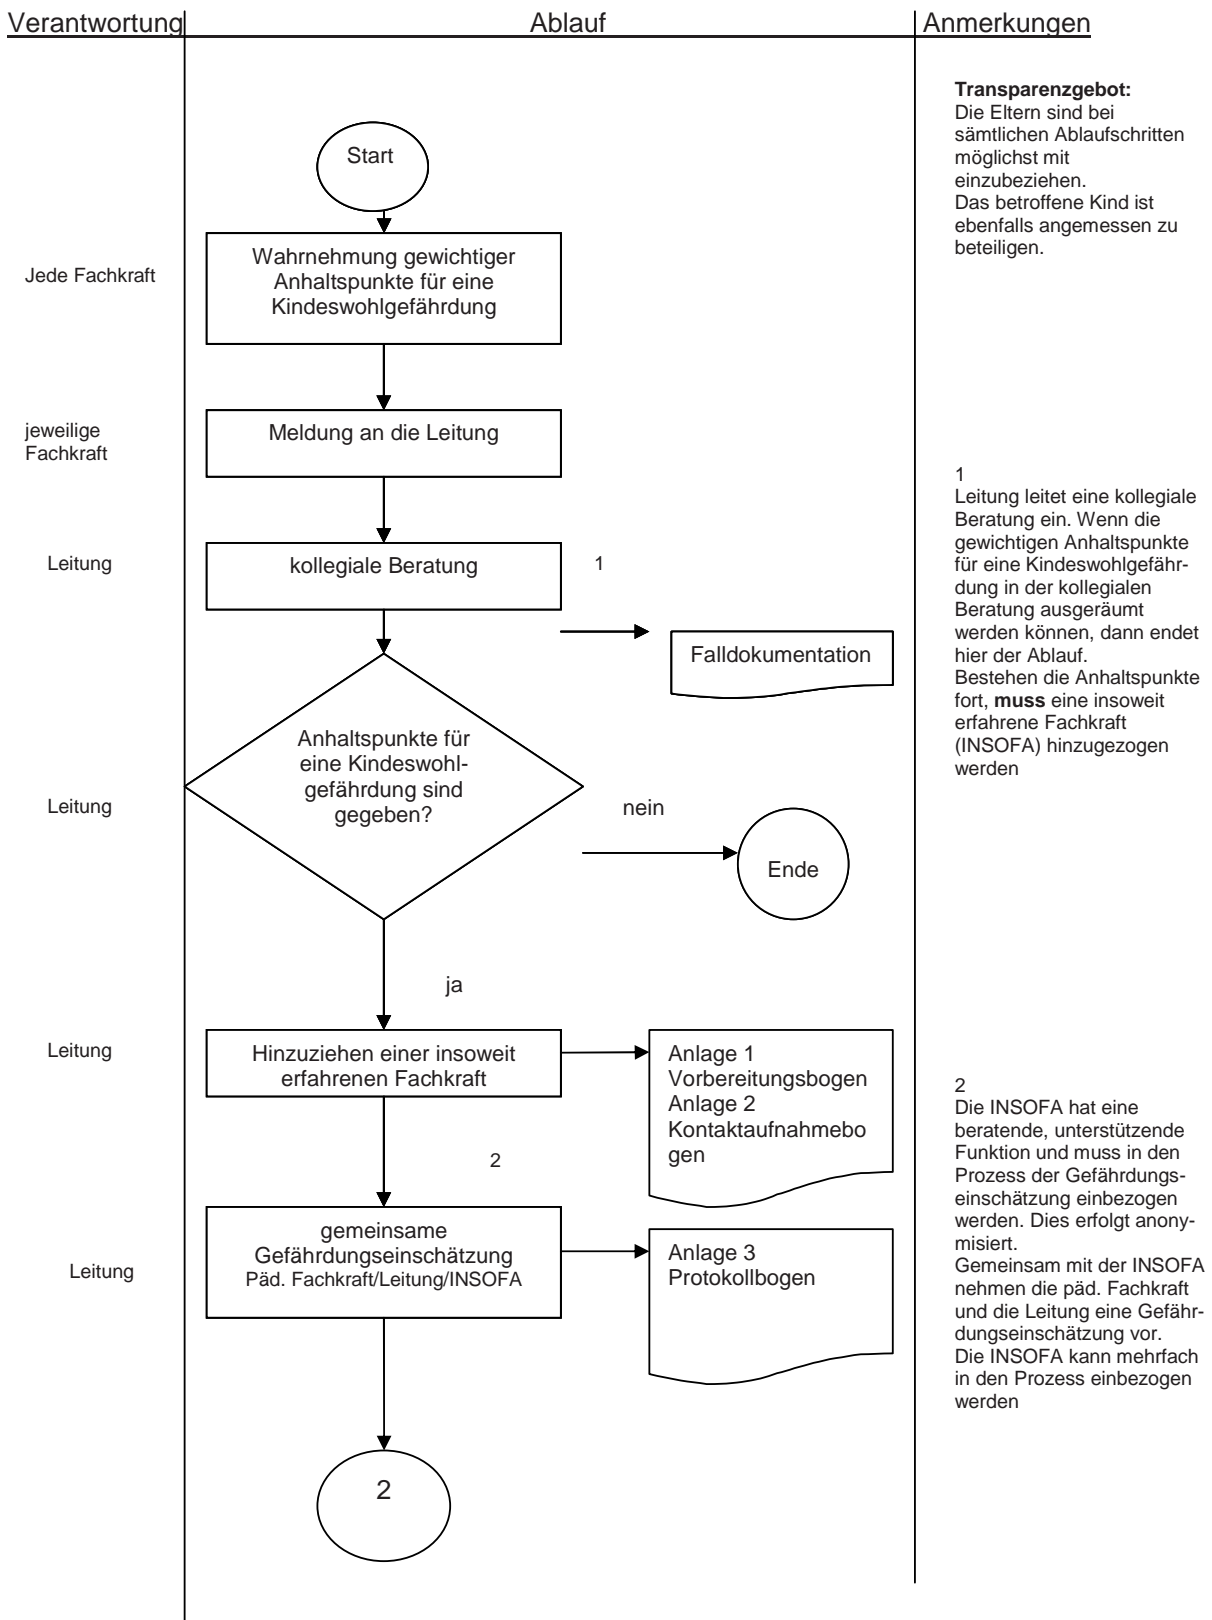 Verantwortung
Ablauf
Anmerkungen
Transparenzgebot:
Die Eltern sind bei
sämtlichen Ablaufschritten
möglichst mit
einzubeziehen.
Das betroffene Kind ist
ebenfalls angemessen zu
beteiligen.
Start
Jede Fachkraft
Wahrnehmung gewichtiger
Anhaltspunkte für eine
Kindeswohlgefährdung
jeweilige
Fachkraft
Meldung an die Leitung
Leitung
kollegiale Beratung
1
1
Leitung leitet eine kollegiale
Beratung ein. Wenn die
gewichtigen Anhaltspunkte
für eine Kindeswohlgefähr-
dung in der kollegialen
Beratung ausgeräumt
werden können, dann endet
hier der Ablauf.
Bestehen die Anhaltspunkte
fort, muss eine insoweit
erfahrene Fachkraft
(INSOFA) hinzugezogen
werden
Falldokumentation
Leitung
Anhaltspunkte für
eine Kindeswohl-
gefährdung sind
gegeben?
nein
Ende
ja
Leitung
Hinzuziehen einer insoweit
erfahrenen Fachkraft
Anlage 1
Vorbereitungsbogen
Anlage 2
Kontaktaufnahmebo
gen
2
2
Die INSOFA hat eine
beratende, unterstützende
Funktion und muss in den
Prozess der Gefährdungs-
einschätzung einbezogen
werden. Dies erfolgt anony-
misiert.
Gemeinsam mit der INSOFA
nehmen die päd. Fachkraft
und die Leitung eine Gefähr-
dungseinschätzung vor.
Die INSOFA kann mehrfach
in den Prozess einbezogen
werden
Leitung
gemeinsame
Gefährdungseinschätzung
Päd. Fachkraft/Leitung/INSOFA
Anlage 3
Protokollbogen
2